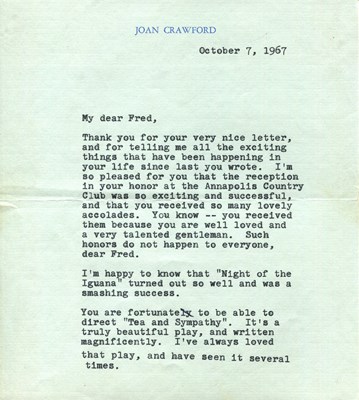 JOAN CRAWFORD
October 7, 1967
My dear Fred,
Thank you for your very nice letter,
and for telling me all the exciting
things that have been happening in
your life since last you wrote. I'm
so pleased for you that the reception
in your honor at the Annapolis Country
Club was so exciting and successful,
and that you received so many lovely
accolades. You know -- you received
them because you are well loved and
a very talented gentleman. Such
honors do not happen to everyone,
dear Fred.
I'm happy to know that "Night of the
Iguana" turned out so well and was a
smashing success.
You are fortunate to be able to
direct "Tea and Sympathy". It's a
truly beautiful play, and written
magnificently. I've always loved
that play, and have seen it several
times.